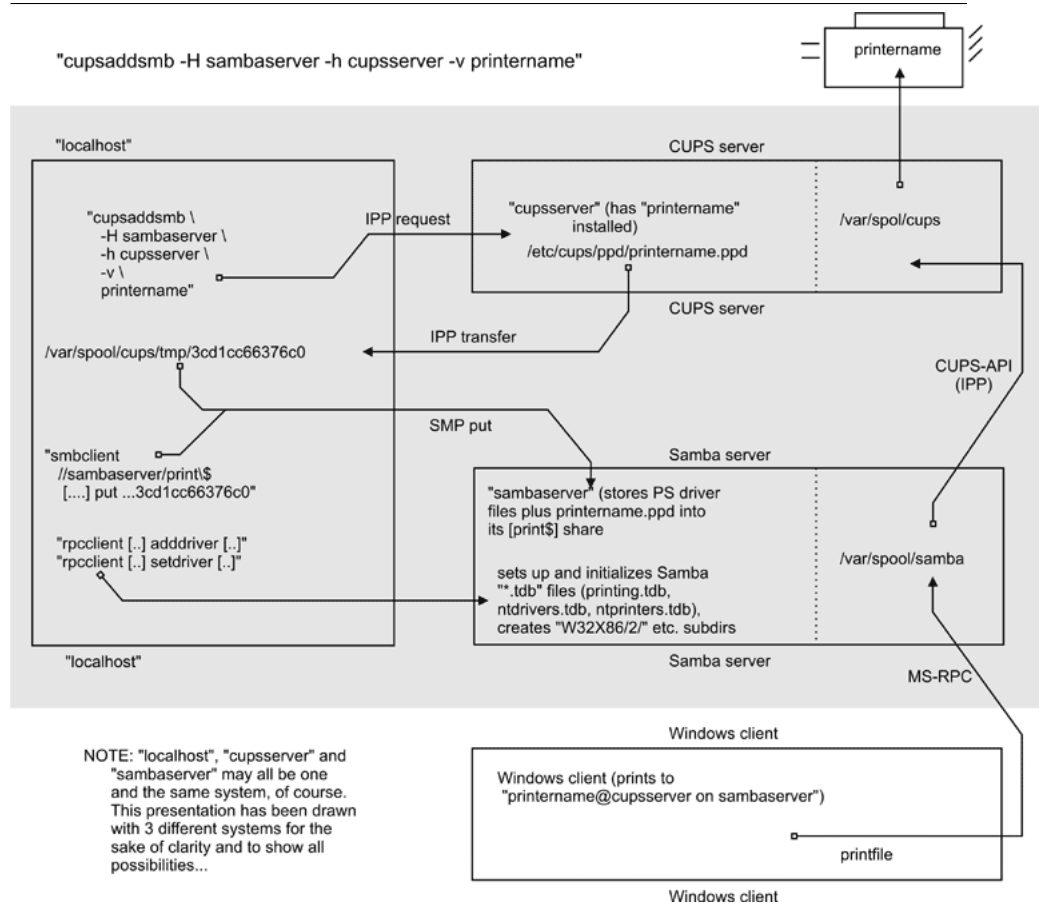 "cupsaddsmb -H sambaserver -h cupsserver -v printername"
printername
"localhost"
CUPS server
"cupsaddsmb \
-H sambaserver \
-h cupsserver \
-v \
printername"
IPP request
"cupsserver" (has "printername"
installed)
/etc/cups/ppd/printername.ppd
/var/spol/cups
CUPS server
IPP transfer
/var/spool/cups/tmp/3cd1cc66376c0
CUPS-API
(IPP)
SMP put
"smbclient
//sambaserver/print\$
[....] put ...3cd1cc66376c0"
Samba server
"sambaserver" (stores PS driver
files plus printername.ppd into
its [print$] share
"rpcclient [..] adddriver [..]"
"rpcclient [..] setdriver [..]"
/var/spool/samba
sets up and initializes Samba
"*.tdb" files (printing.tdb,
ntdrivers.tdb, ntprinters.tdb),
creates "W32X86/2/" etc. subdirs
"localhost"
Samba server
MS-RPC
Windows client
NOTE: "localhost", "cupsserver" and
"sambaserver" may all be one
and the same system, of course.
This presentation has been drawn
with 3 different systems for the
sake of clarity and to show all
possibilities...
Windows client (prints to
"printername@cupsserver on sambaserver")
printfile
Windows client